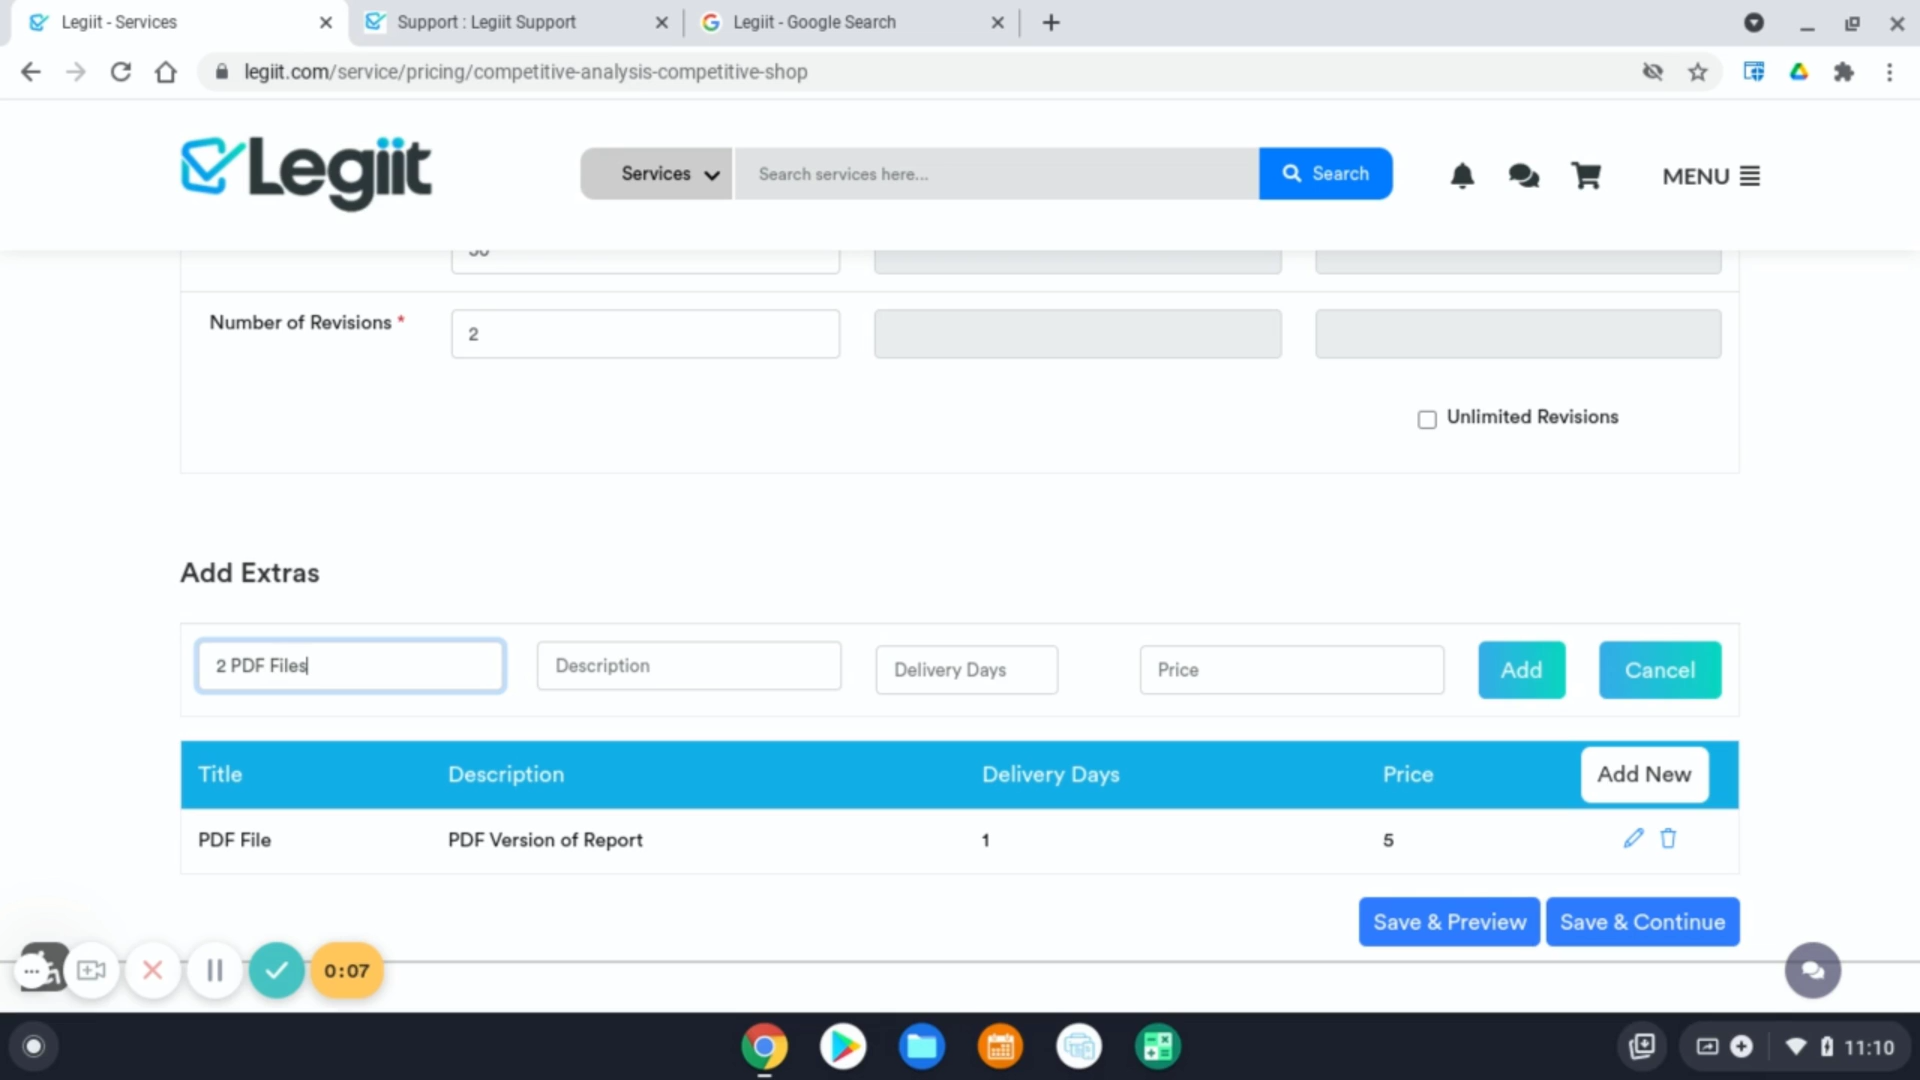 Legiit - Services
Support : Legiit Support
Legiit - Google Search
legiit.com/service/pricing/competitive-analysis-competitive-shop
Legiit
Services
Search services here...
Search
MENU
Number of Revisions *
2
Unlimited Revisions
Add Extras
2 PDF Files
Description
Delivery Days
Price
Add
Cancel
Title
Description
Delivery Days
Price
Add New
PDF File
PDF Version of Report
1
5
Save & Preview
Save & Continue
0:07
11:10